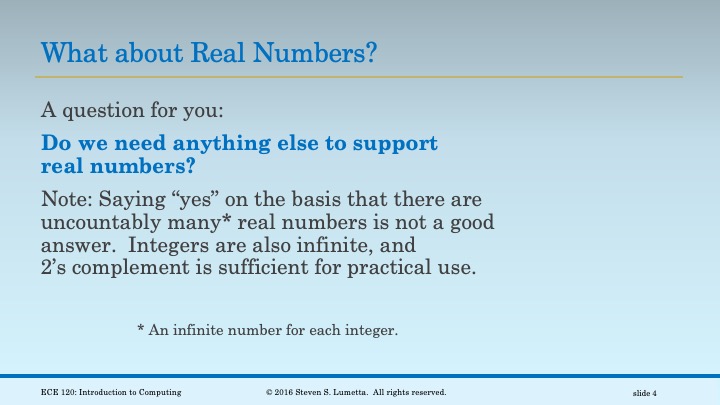 What about Real Numbers?
A question for you:
Do we need anything else to support
real numbers?
Note: Saying “yes” on the basis that there are
uncountably many* real numbers is not a good
answer.  Integers are also infinite, and
2’s complement is sufficient for practical use.
* An infinite number for each integer.
ECE 120: Introduction to Computing
© 2016 Steven S. Lumetta.  All rights reserved.
slide 4